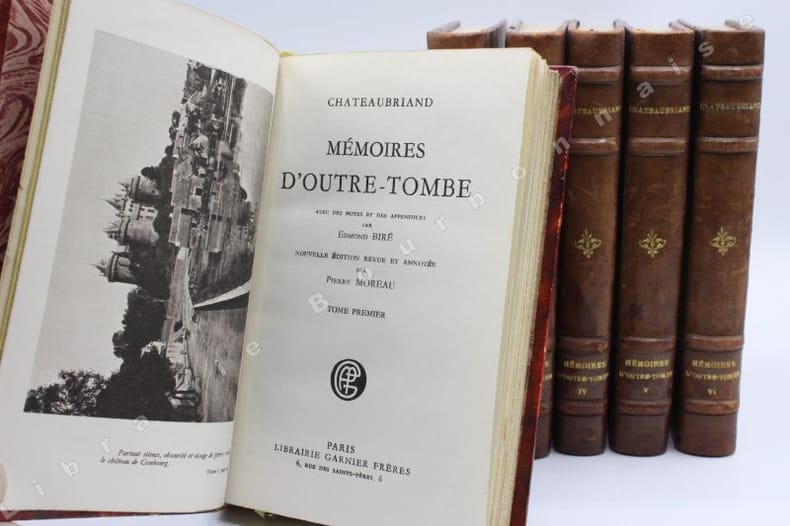 CHATEAUBRIAND
MÉMOIRES
D'OUTRE-TOMBE
AVEC DES NOTES ET DES APPENDICES
PAR
EDMOND BIRÉ
NOUVELLE ÉDITION REVUE ET ANNOTÉE
PAR
PIERRE MOREAU
TOME PREMIER
PARIS
LIBRAIRIE GARNIER FRÈRES
6, RUE DES SAINTS-PÈRES, 6
Partout silence, obscurité et visage de pierre:
le château de Combourg.
CHATEAUBRIAND
MÉMOIRES
D'OUTRE-TOMBE
IV
CHATEAUBRIAND
MÉMOIRES
D'OUTRE-TOMBE
V
CHATEAUBRIAND
MÉMOIRES
D'OUTRE-TOMBE
VI
Librairie Bourbonnaise